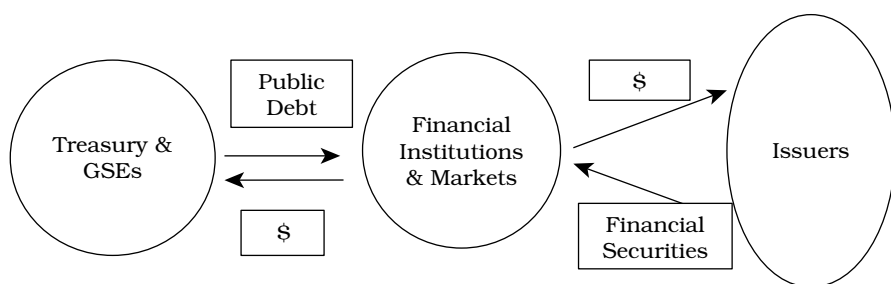 Public
Debt
$
Treasury &
GSEs
Financial
Institutions
& Markets
Issuers
$
Financial
Securities